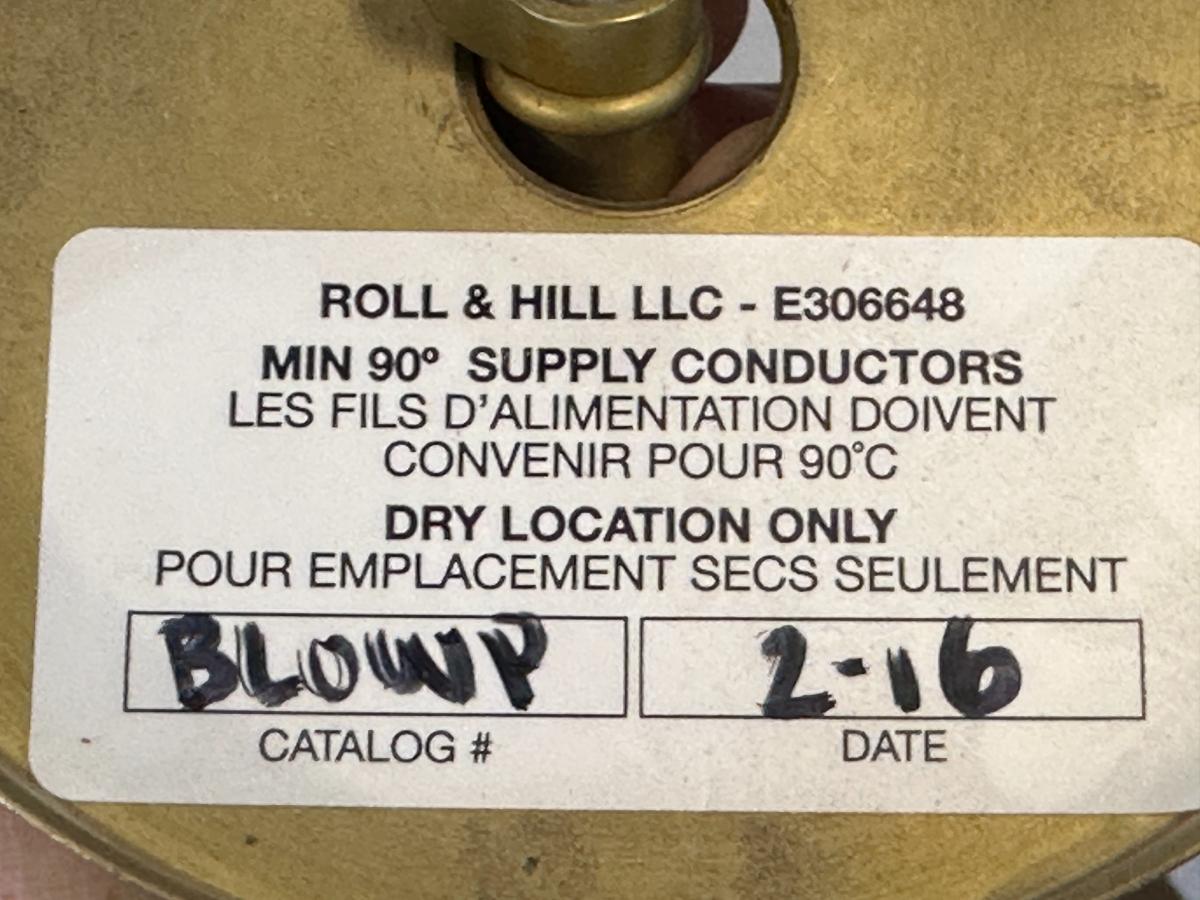 ROLL & HILL LLC - E306648
MIN 90° SUPPLY CONDUCTORS
LES FILS D'ALIMENTATION DOIVENT
CONVENIR POUR 90°C
DRY LOCATION ONLY
POUR EMPLACEMENT SECS SEULEMENT
BLOWP 2-16
CATALOG # DATE